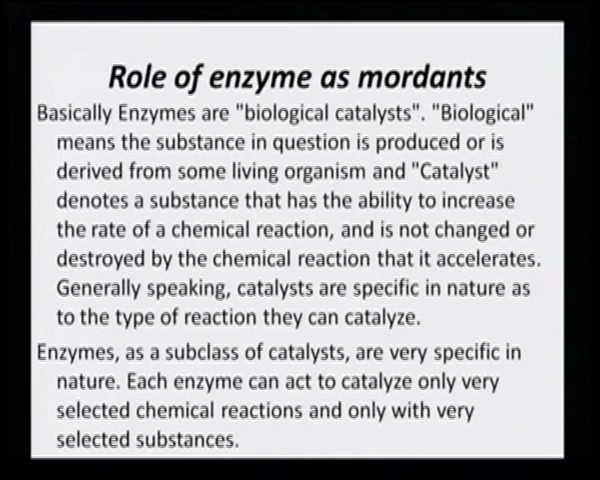 Role of enzyme as mordants
Basically Enzymes are "biological catalysts". "Biological"
means the substance in question is produced or is
derived from some living organism and "Catalyst"
denotes a substance that has the ability to increase
the rate of a chemical reaction, and is not changed or
destroyed by the chemical reaction that it accelerates.
Generally speaking, catalysts are specific in nature as
to the type of reaction they can catalyze.
Enzymes, as a subclass of catalysts, are very specific in
nature. Each enzyme can act to catalyze only very
selected chemical reactions and only with very
selected substances.